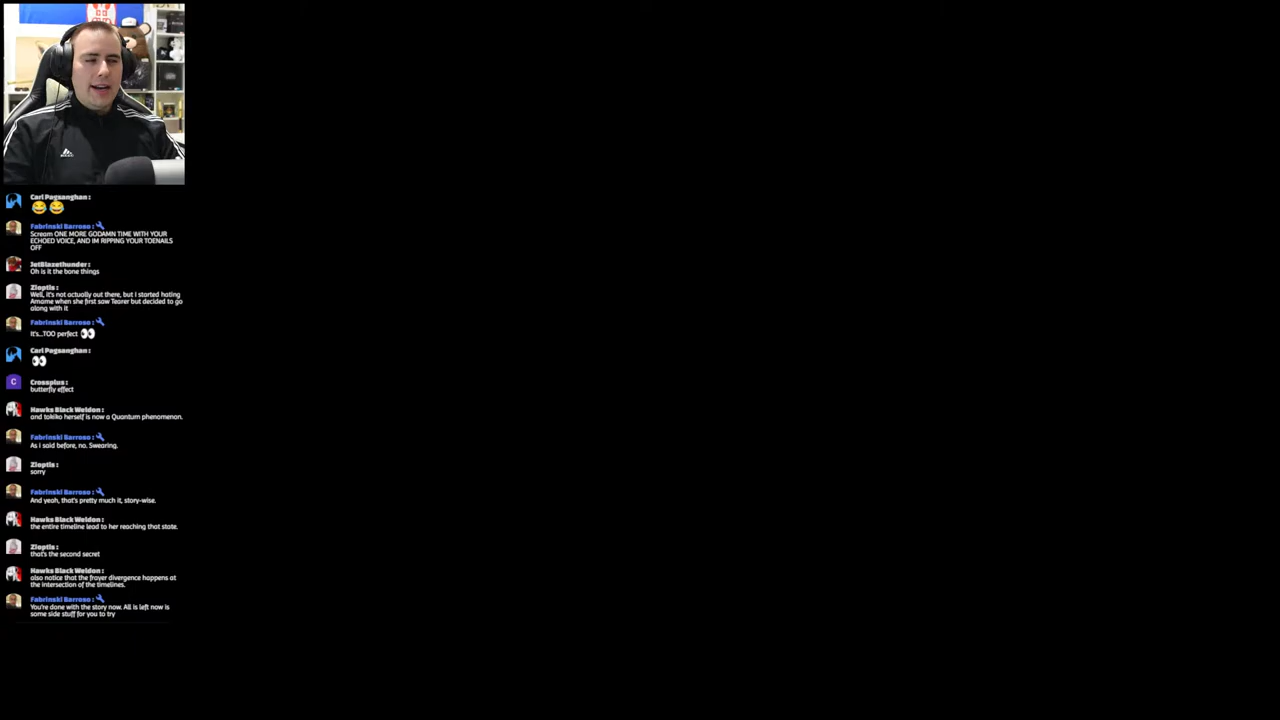 Carl Pagsanghan :
Fabrinski Barroso :
Scream ONE MORE GODAMN TIME WITH YOUR
ECHOED VOICE, AND IM RIPPING YOUR TOENAILS
OFF
JetBlazethunder :
Oh is it the bone things
Zioptis :
Well, it's not actually out there, but I started hating
Amame when she first saw Tearer but decided to go
along with it
Fabrinski Barroso :
It's...TOO perfect
Carl Pagsanghan :
C
Crossplus :
butterfly effect
Hawks Black Weldon :
and tokiko herself is now a Quantum phenomenon.
Fabrinski Barroso :
As I said before, no. Swearing.
Zioptis :
sorry
Fabrinski Barroso :
And yeah, that's pretty much it, story-wise.
Hawks Black Weldon :
the entire timeline lead to her reaching that state.
Zioptis :
that's the second secret
Hawks Black Weldon :
also notice that the frayer divergence happens at
the intersection of the timelines.
Fabrinski Barroso :
You're done with the story now. All is left now is
some side stuff for you to try